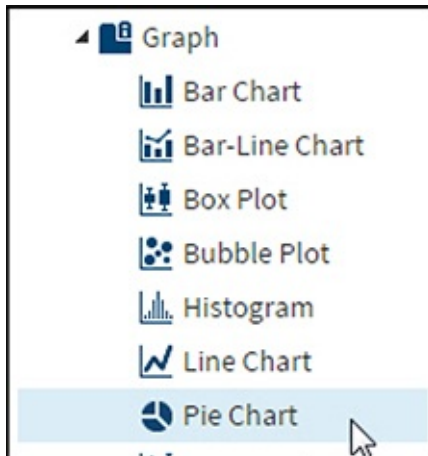 Graph
Bar Chart
Bar-Line Chart
Box Plot
Bubble Plot
Histogram
Line Chart
Pie Chart